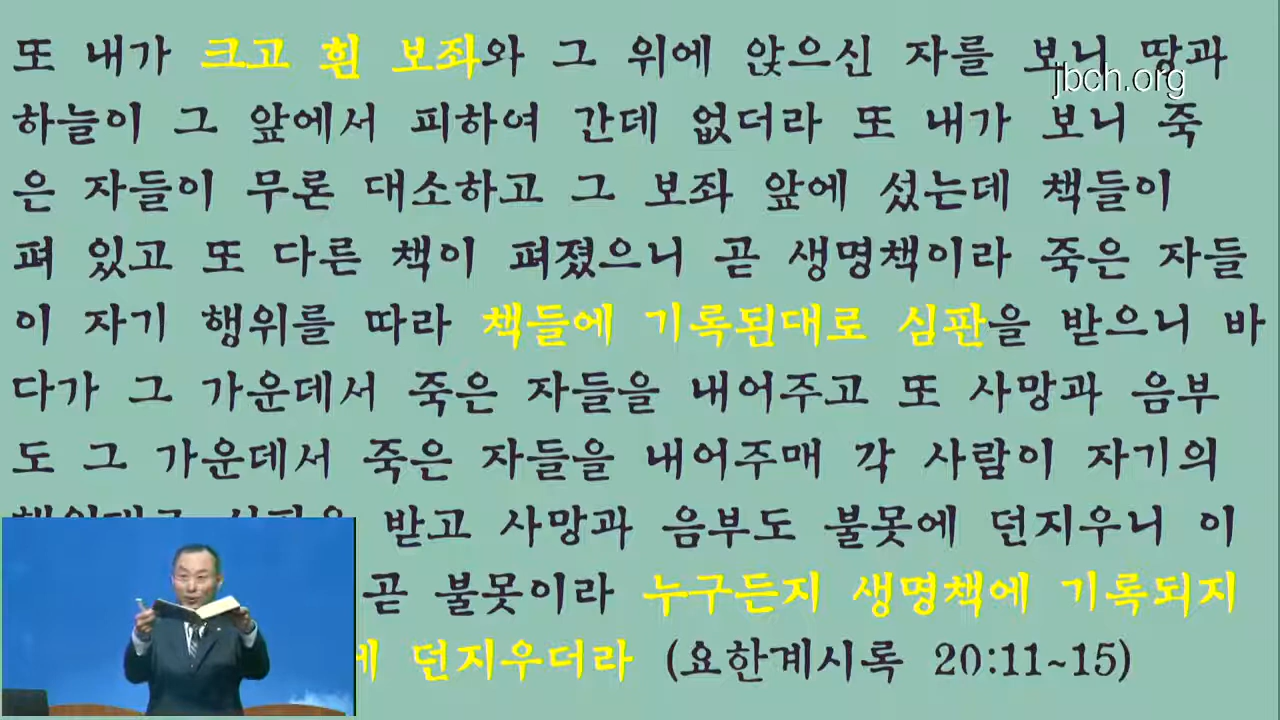 또 내가 크고 흰 보좌와 그 위에 앉으신 자를 보니 땅과
jbch.org
하늘이 그 앞에서 피하여 간데 없더라 또 내가 보니 죽
은 자들이 무론 대소하고 그 보좌 앞에 섰는데 책들이
펴 있고 또 다른 책이 펴졌으니 곧 생명책이라 죽은 자들
이 자기 행위를 따라 책들에 기록된대로 심판을 받으니 바
다가 그 가운데서 죽은 자들을 내어주고 또 사망과 음부
도 그 가운데서 죽은 자들을 내어주매 각 사람이 자기의
받고 사망과 음부도 불못에 던지우니 이
곧 불못이라 누구든지 생명책에 기록되지
던지우더라 (요한계시록 20:11~15)